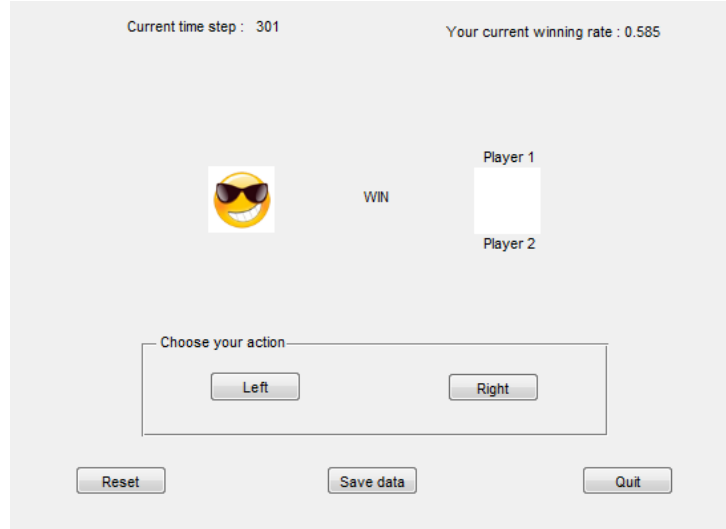 Current time step : 301
Your current winning rate : 0.585
Player 1
WIN
Player 2
Choose your action
Left
Right
Reset
Save data
Quit